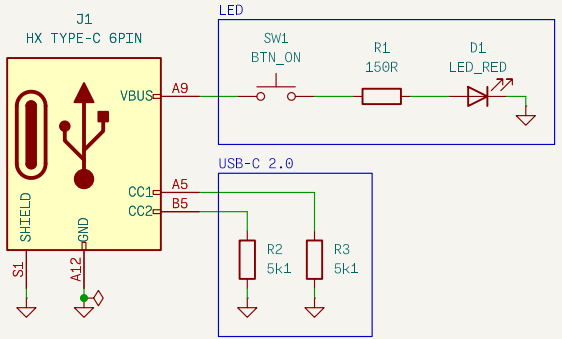 J1
HX TYPE-C 6PIN
LED
SW1
BTN_ON
R1
150R
D1
LED_RED
VBUS
A9
USB-C 2.0
CC1
A5
CC2
B5
SHIELD
GND
S1
A12
R2
5k1
R3
5k1